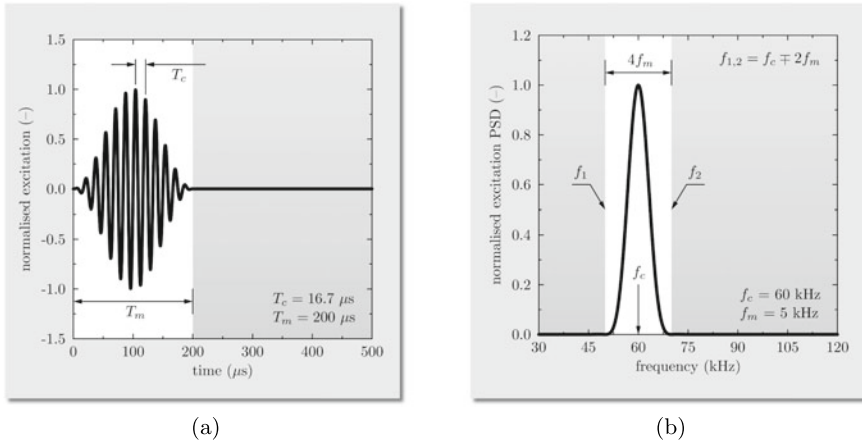 1.5
1.0
0.5
0.0
-0.5
-1.0
-1.5
normalised excitation (–)
T_c
T_m
T_c = 16.7 μs
T_m = 200 μs
0 100 200 300 400 500
time (μs)
(a)
1.2
1.0
0.8
0.6
0.4
0.2
0.0
normalised excitation PSD (–)
4f_m
f_{1,2} = f_c ∓ 2f_m
f_1
f_2
f_c
f_c = 60 kHz
f_m = 5 kHz
30 45 60 75 90 105 120
frequency (kHz)
(b)